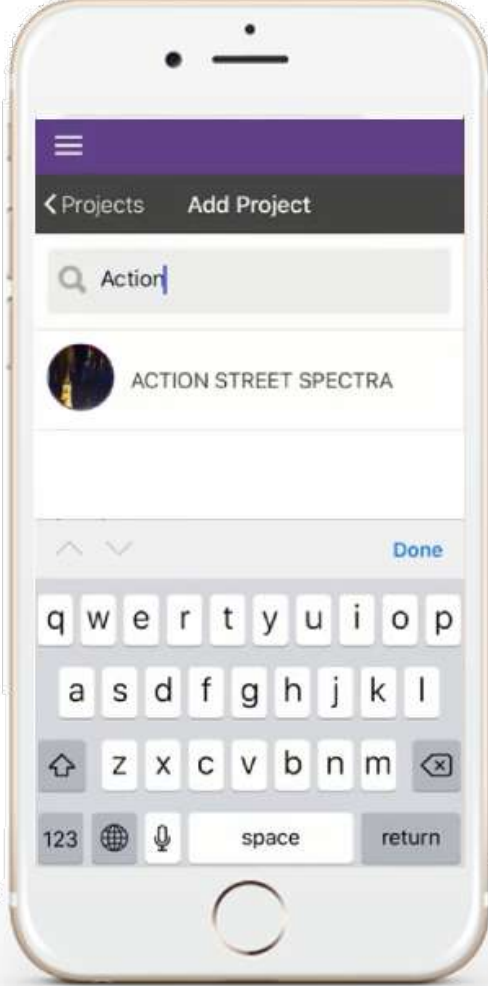 Projects Add Project
Action
ACTION STREET SPECTRA
Done
q w e r t y u i o p
a s d f g h j k l
z x c v b n m
123 space return